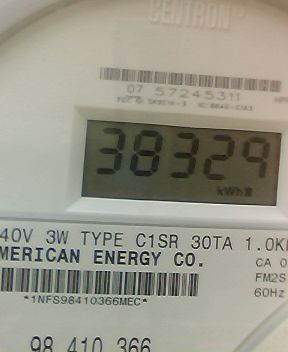 CENTRON®
07 57245311
38329
kWh
40V 3W TYPE C1SR 30TA 1.0K
MERICAN ENERGY CO.
CA 0
FM2S
*1NFS98410366MEC*
60Hz
98 410 366